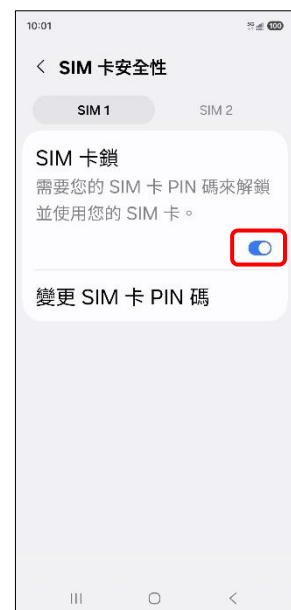 10:01
5G
100
SIM 卡安全性
SIM 1
SIM 2
SIM 卡鎖
需要您的 SIM 卡 PIN 碼來解鎖
並使用您的 SIM 卡。
變更 SIM 卡 PIN 碼